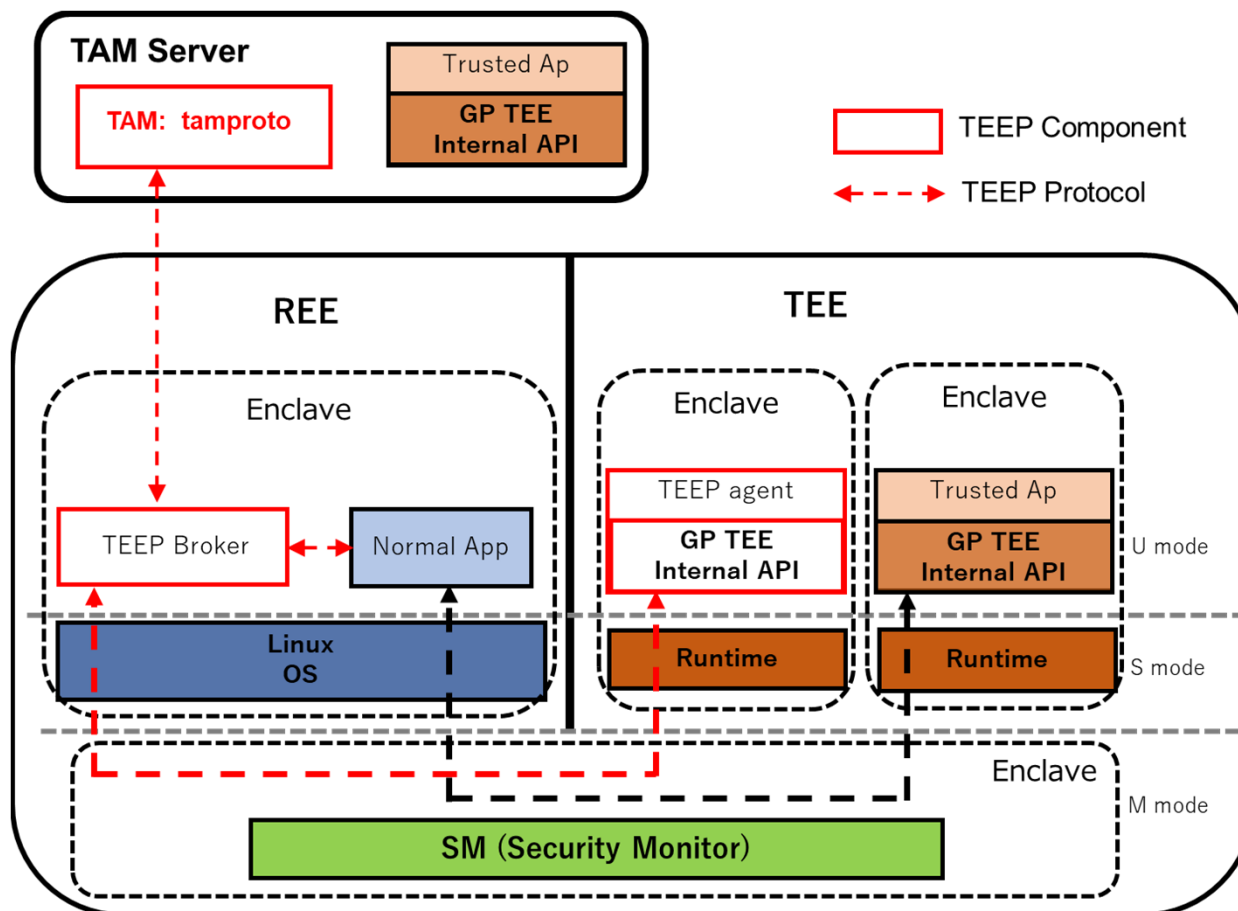 TAM Server
TAM: tamproto
Trusted Ap
GP TEE
Internal API
TEEP Component
TEEP Protocol
REE
TEE
Enclave
Enclave
Enclave
TEEP Broker
Normal App
TEEP agent
GP TEE
Internal API
Trusted Ap
GP TEE
Internal API
U mode
Linux
OS
Runtime
Runtime
S mode
Enclave
M mode
SM (Security Monitor)